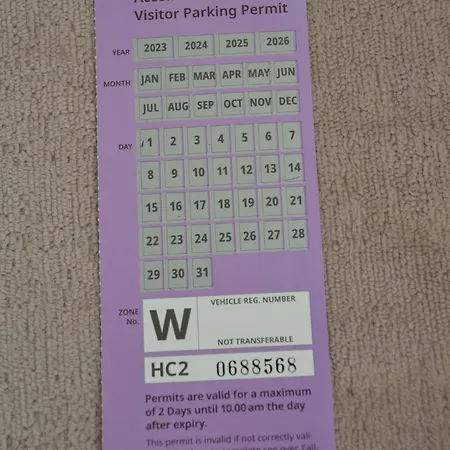 Visitor Parking Permit
YEAR 2023 2024 2025 2026
MONTH JAN FEB MAR APR MAY JUN
JUL AUG SEP OCT NOV DEC
DAY 1 2 3 4 5 6 7
8 9 10 11 12 13 14
15 16 17 18 19 20 21
22 23 24 25 26 27 28
29 30 31
VEHICLE REG. NUMBER
ZONE No. W
NOT TRANSFERABLE
HC2 0688568
Permits are valid for a maximum
of 2 Days until 10.00 am the day
after expiry.
This permit is invalid if not correctly vali-
see over. Fail